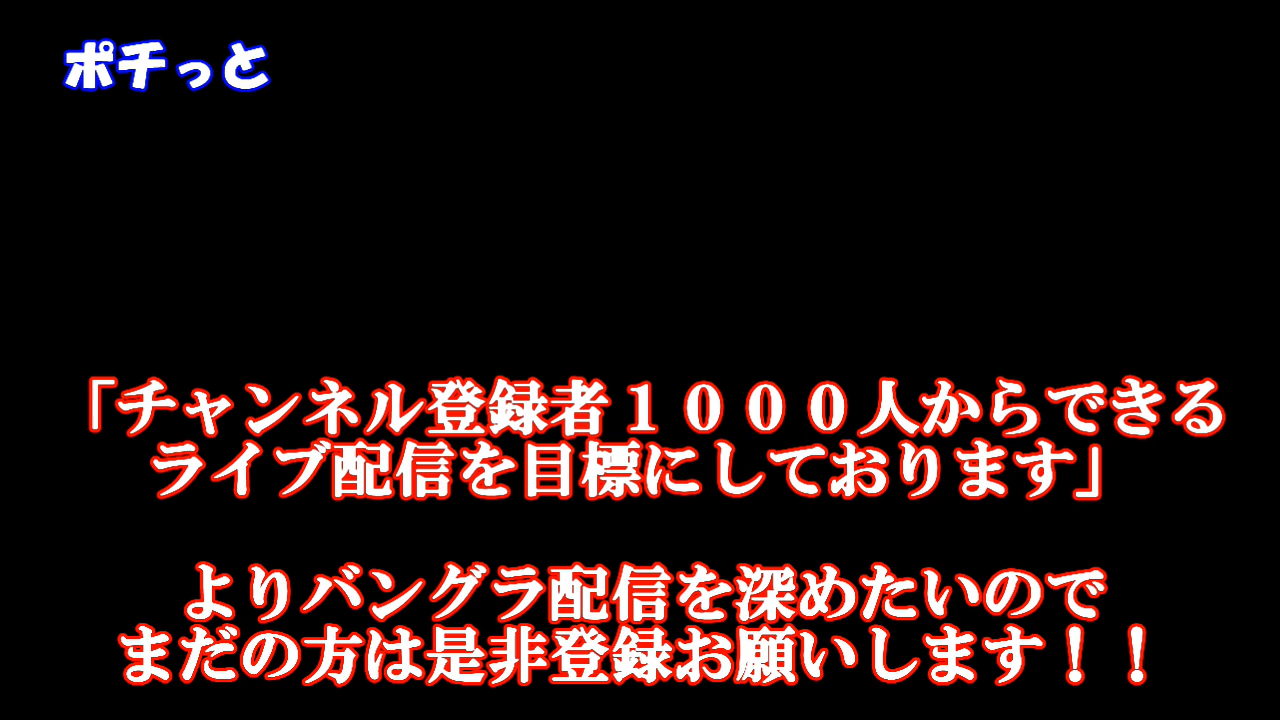 ポチっと
「チャンネル登録者１０００人からできる
ライブ配信を目標にしております」
よりバングラ配信を深めたいので
まだの方は是非登録お願いします！！